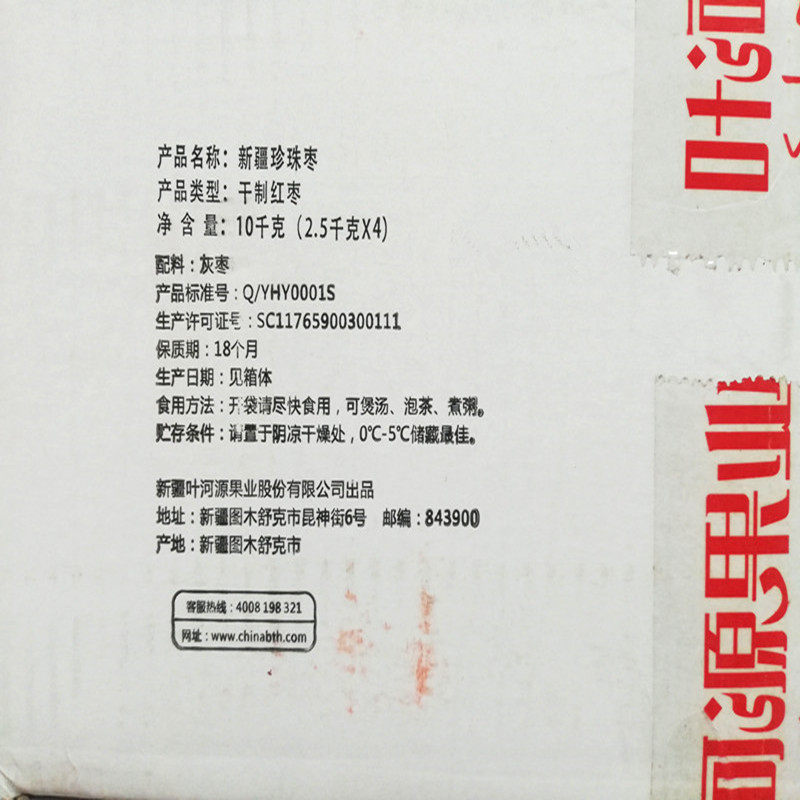 产品名称：新疆珍珠枣
产品类型：干制红枣
净 含 量：10千克（2.5千克X4）
配料：灰枣
产品标准号：Q/YHY0001S
生产许可证号：SC11765900300111
保质期：18个月
生产日期：见箱体
食用方法：开袋请尽快食用，可煲汤、泡茶、煮粥。
贮存条件：请置于阴凉干燥处，0℃-5℃储藏最佳。
新疆叶河源果业股份有限公司出品
地址：新疆图木舒克市昆神街6号 邮编：843900
产地：新疆图木舒克市
客服热线：4008 198 321
网址：www.chinabth.com
叶河
河源果业